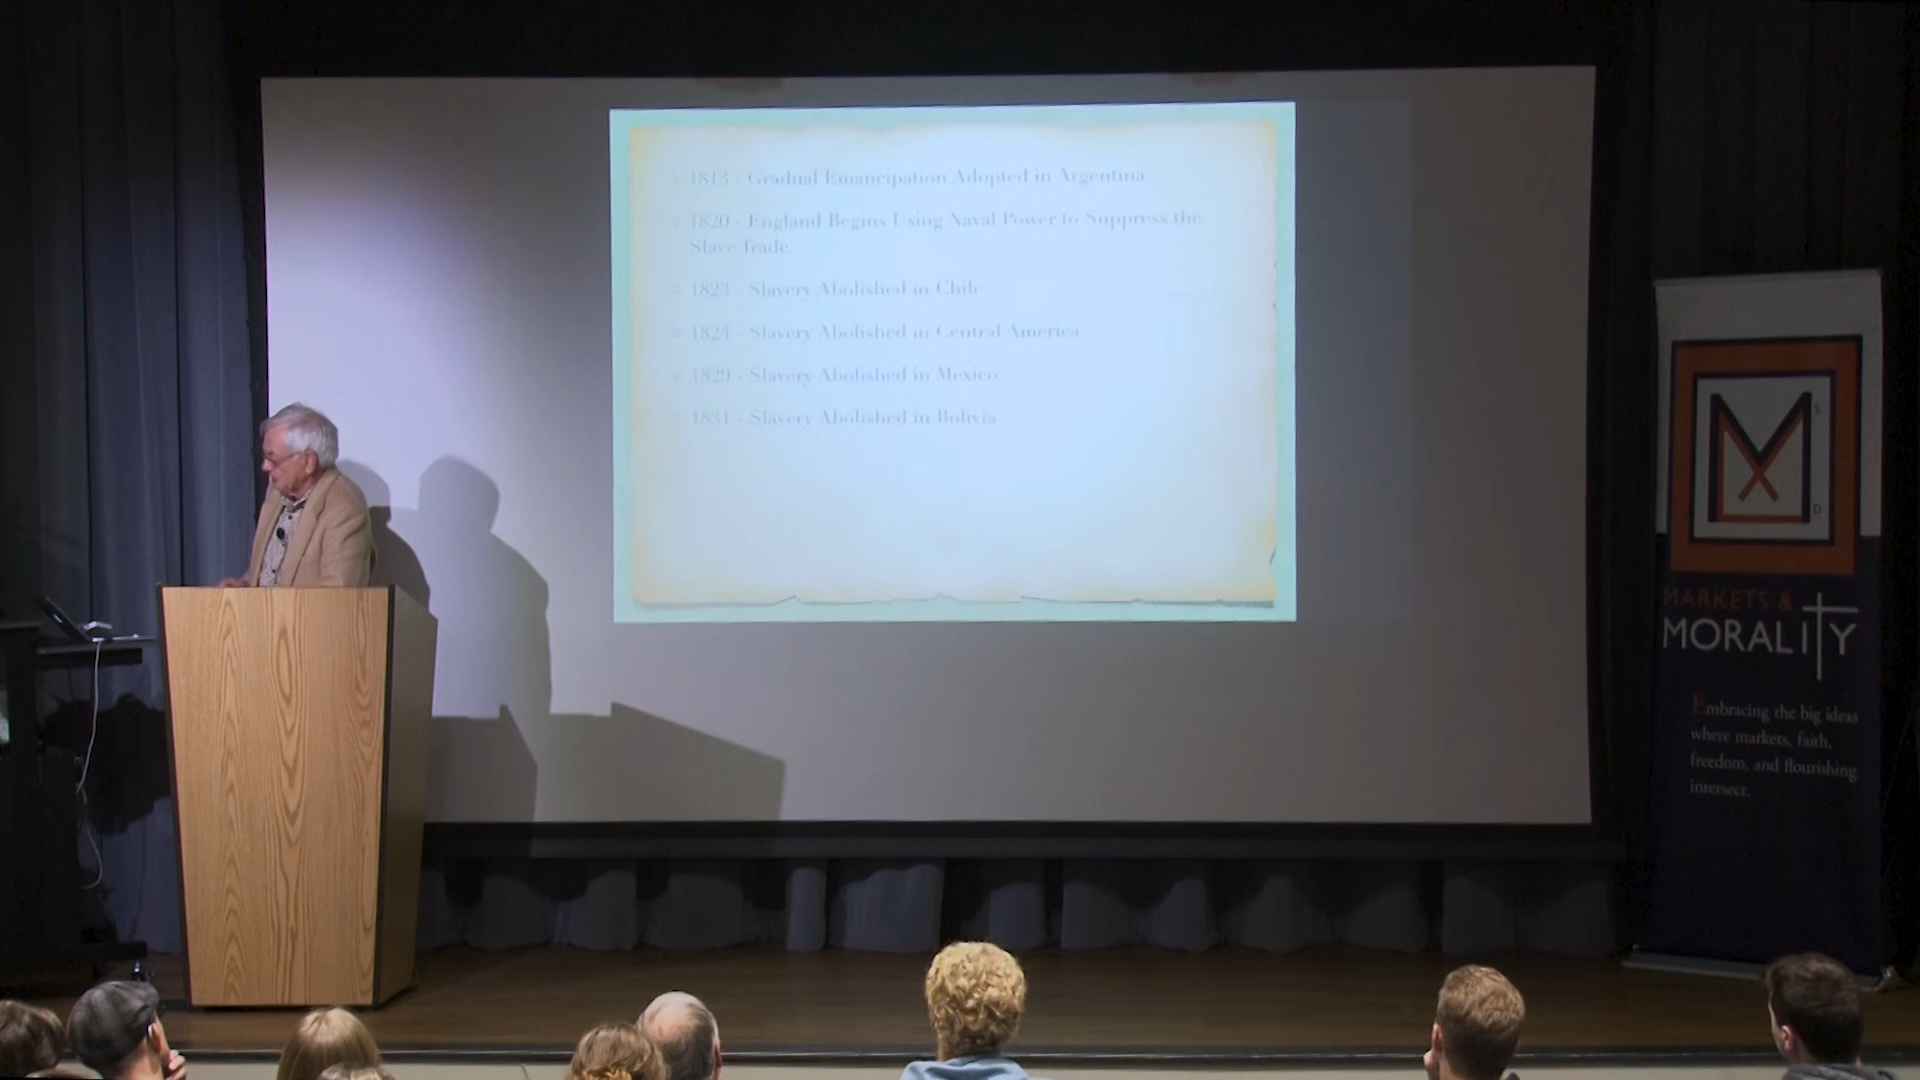 1813 - Gradual Emancipation Adopted in Argentina.
1820 - England Begins Using Naval Power to Suppress the
Slave Trade.
1823 - Slavery Abolished in Chile
1824 - Slavery Abolished in Central America
1829 - Slavery Abolished in Mexico
1831 - Slavery Abolished in Bolivia
S
D
MARKETS &
MORALITY
Embracing the big ideas
where markets, faith,
freedom, and flourishing
intersect.